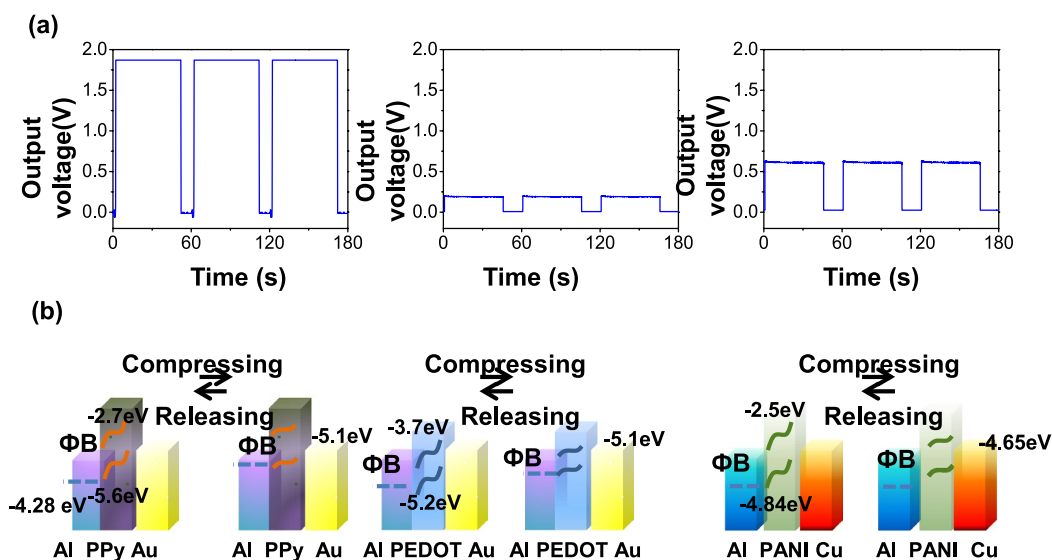 (a)
2.0
1.5
1.0
0.5
0.0
Output
voltage(V)
0 60 120 180
Time (s)
2.0
1.5
1.0
0.5
0.0
Output
voltage(V)
0 60 120 180
Time (s)
2.0
1.5
1.0
0.5
0.0
Output
voltage(V)
0 60 120 180
Time (s)
(b)
Compressing
Releasing
-2.7eV
ΦB
-4.28 eV
-5.6eV
Al PPy Au
ΦB
-5.1eV
Al PPy Au
Compressing
Releasing
-3.7eV
ΦB
-5.2eV
Al PEDOT Au
ΦB
-5.1eV
Al PEDOT Au
Compressing
Releasing
-2.5eV
ΦB
-4.84eV
Al PANI Cu
ΦB
-4.65eV
Al PANI Cu